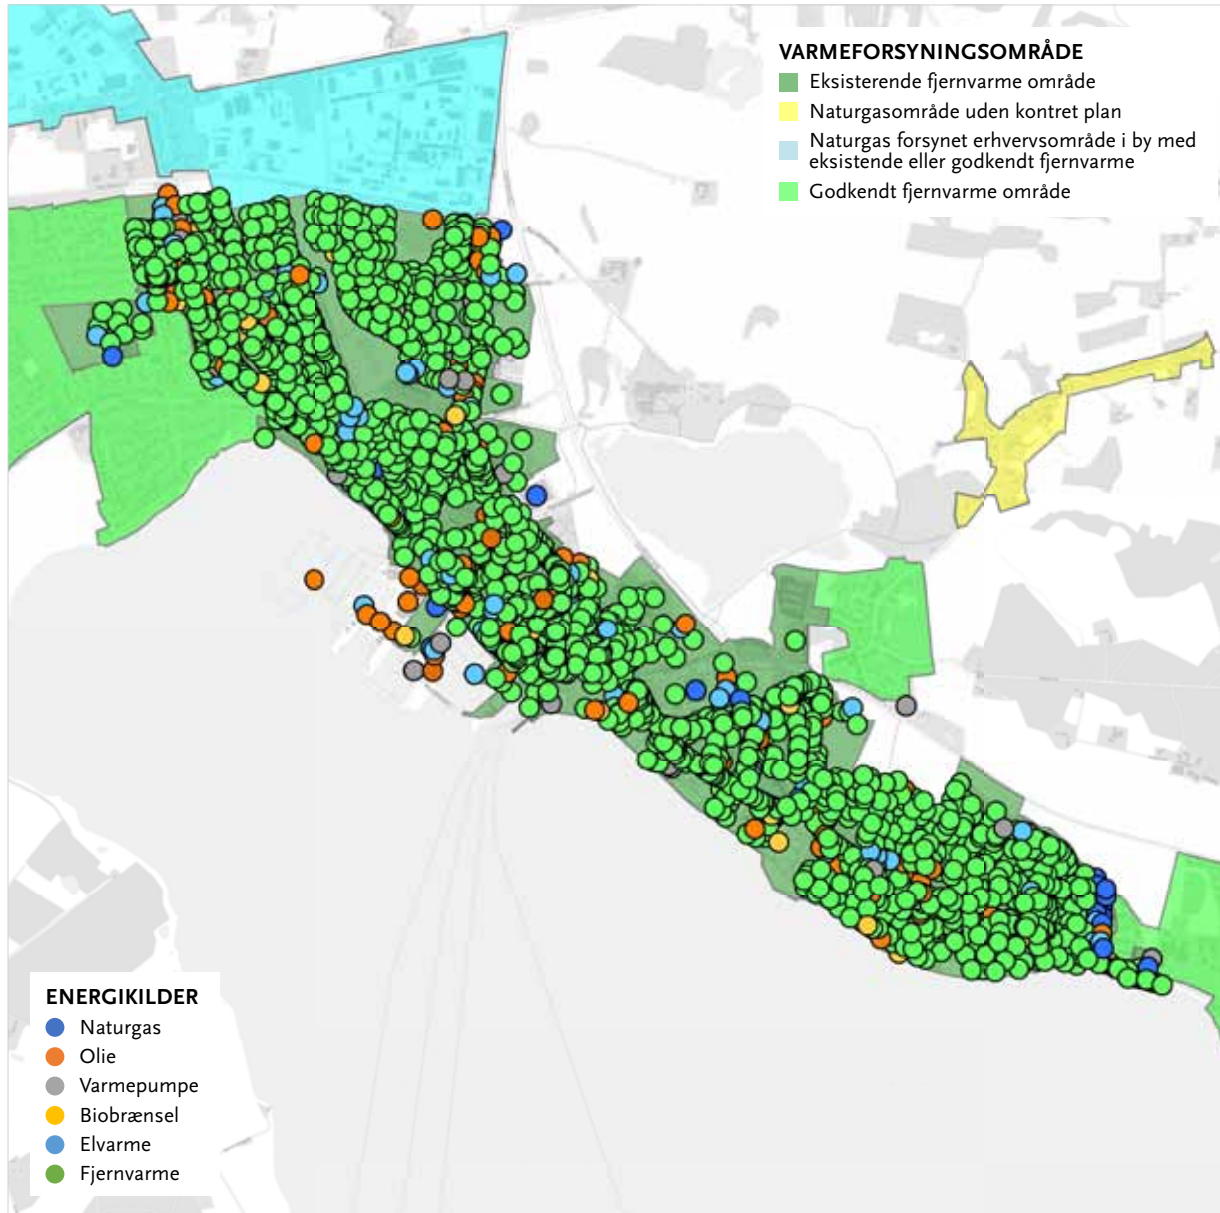 VARMEFORSYNINGSOMRÅDE
Eksisterende fjernvarme område
Naturgasområde uden kontret plan
Naturgas forsynet erhvervsområde i by med
eksistende eller godkendt fjernvarme
Godkendt fjernvarme område
ENERGIKILDER
Naturgas
Olie
Varmepumpe
Biobrænsel
Elvarme
Fjernvarme